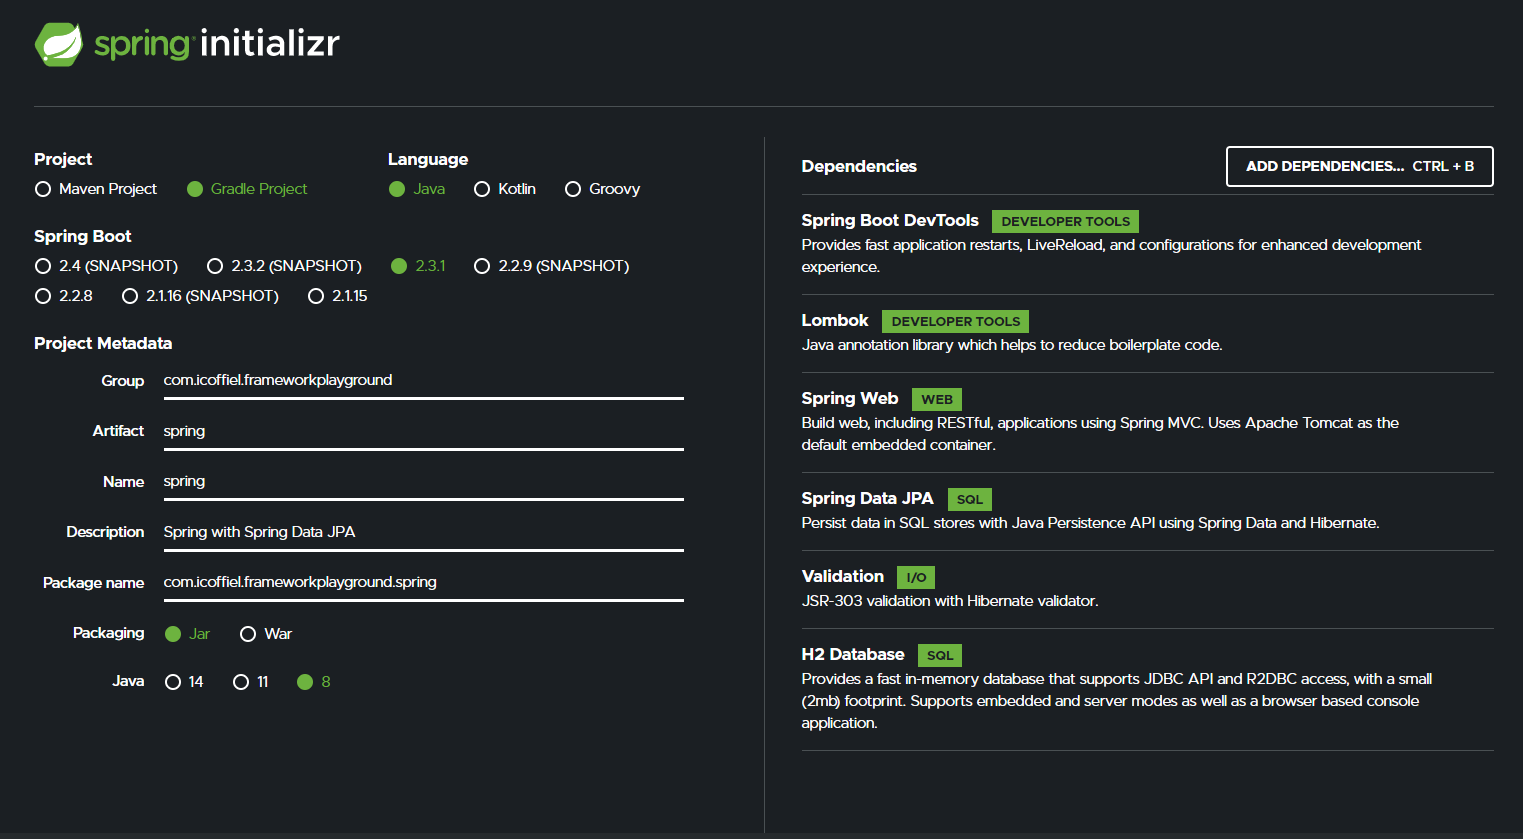 spring initializr
Project
Maven Project Gradle Project
Language
Java Kotlin Groovy
Spring Boot
2.4 (SNAPSHOT) 2.3.2 (SNAPSHOT) 2.3.1 2.2.9 (SNAPSHOT)
2.2.8 2.1.16 (SNAPSHOT) 2.1.15
Project Metadata
Group com.icoffiel.frameworkplayground
Artifact spring
Name spring
Description Spring with Spring Data JPA
Package name com.icoffiel.frameworkplayground.spring
Packaging Jar War
Java 14 11 8
Dependencies
ADD DEPENDENCIES... CTRL + B
Spring Boot DevTools DEVELOPER TOOLS
Provides fast application restarts, LiveReload, and configurations for enhanced development
experience.
Lombok DEVELOPER TOOLS
Java annotation library which helps to reduce boilerplate code.
Spring Web WEB
Build web, including RESTful, applications using Spring MVC. Uses Apache Tomcat as the
default embedded container.
Spring Data JPA SQL
Persist data in SQL stores with Java Persistence API using Spring Data and Hibernate.
Validation I/O
JSR-303 validation with Hibernate validator.
H2 Database SQL
Provides a fast in-memory database that supports JDBC API and R2DBC access, with a small
(2mb) footprint. Supports embedded and server modes as well as a browser based console
application.